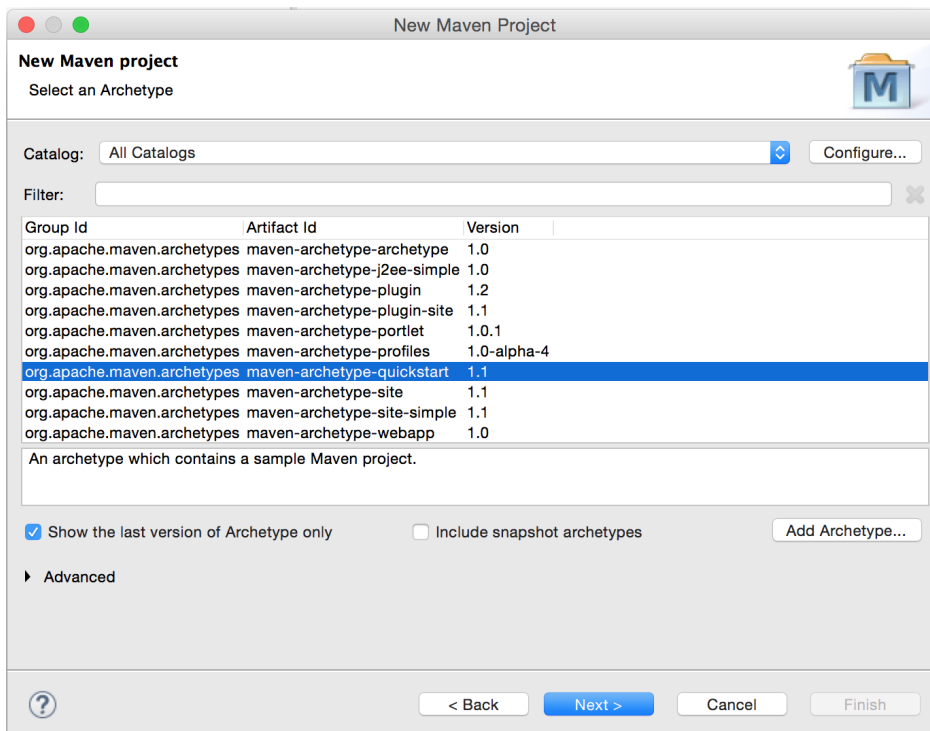 New Maven Project
New Maven project
Select an Archetype
M
Catalog: All Catalogs Configure...
Filter:
Group Id Artifact Id Version
org.apache.maven.archetypes maven-archetype-archetype 1.0
org.apache.maven.archetypes maven-archetype-j2ee-simple 1.0
org.apache.maven.archetypes maven-archetype-plugin 1.2
org.apache.maven.archetypes maven-archetype-plugin-site 1.1
org.apache.maven.archetypes maven-archetype-portlet 1.0.1
org.apache.maven.archetypes maven-archetype-profiles 1.0-alpha-4
org.apache.maven.archetypes maven-archetype-quickstart 1.1
org.apache.maven.archetypes maven-archetype-site 1.1
org.apache.maven.archetypes maven-archetype-site-simple 1.1
org.apache.maven.archetypes maven-archetype-webapp 1.0
An archetype which contains a sample Maven project.
Show the last version of Archetype only Include snapshot archetypes Add Archetype...
Advanced
? < Back Next > Cancel Finish